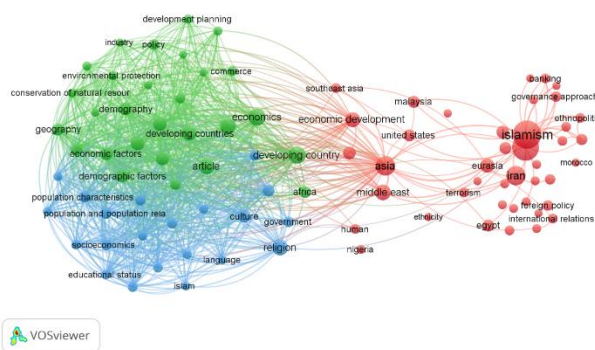 development planning
industry
policy
environmental protection
commerce
conservation of natural resour
demography
southeast asia
malaysia
banking
governance approach
geography
economics
economic development
ethnopoliti
developing countries
united states
islamism
economic factors
developing country
article
asia
eurasia
morocco
iran
demographic factors
population characteristics
africa
middle east
terrorism
population and population rela
culture
government
ethnicity
foreign policy
international relations
egypt
human
socioeconomics
religion
nigeria
language
educational status
islam
VOSviewer